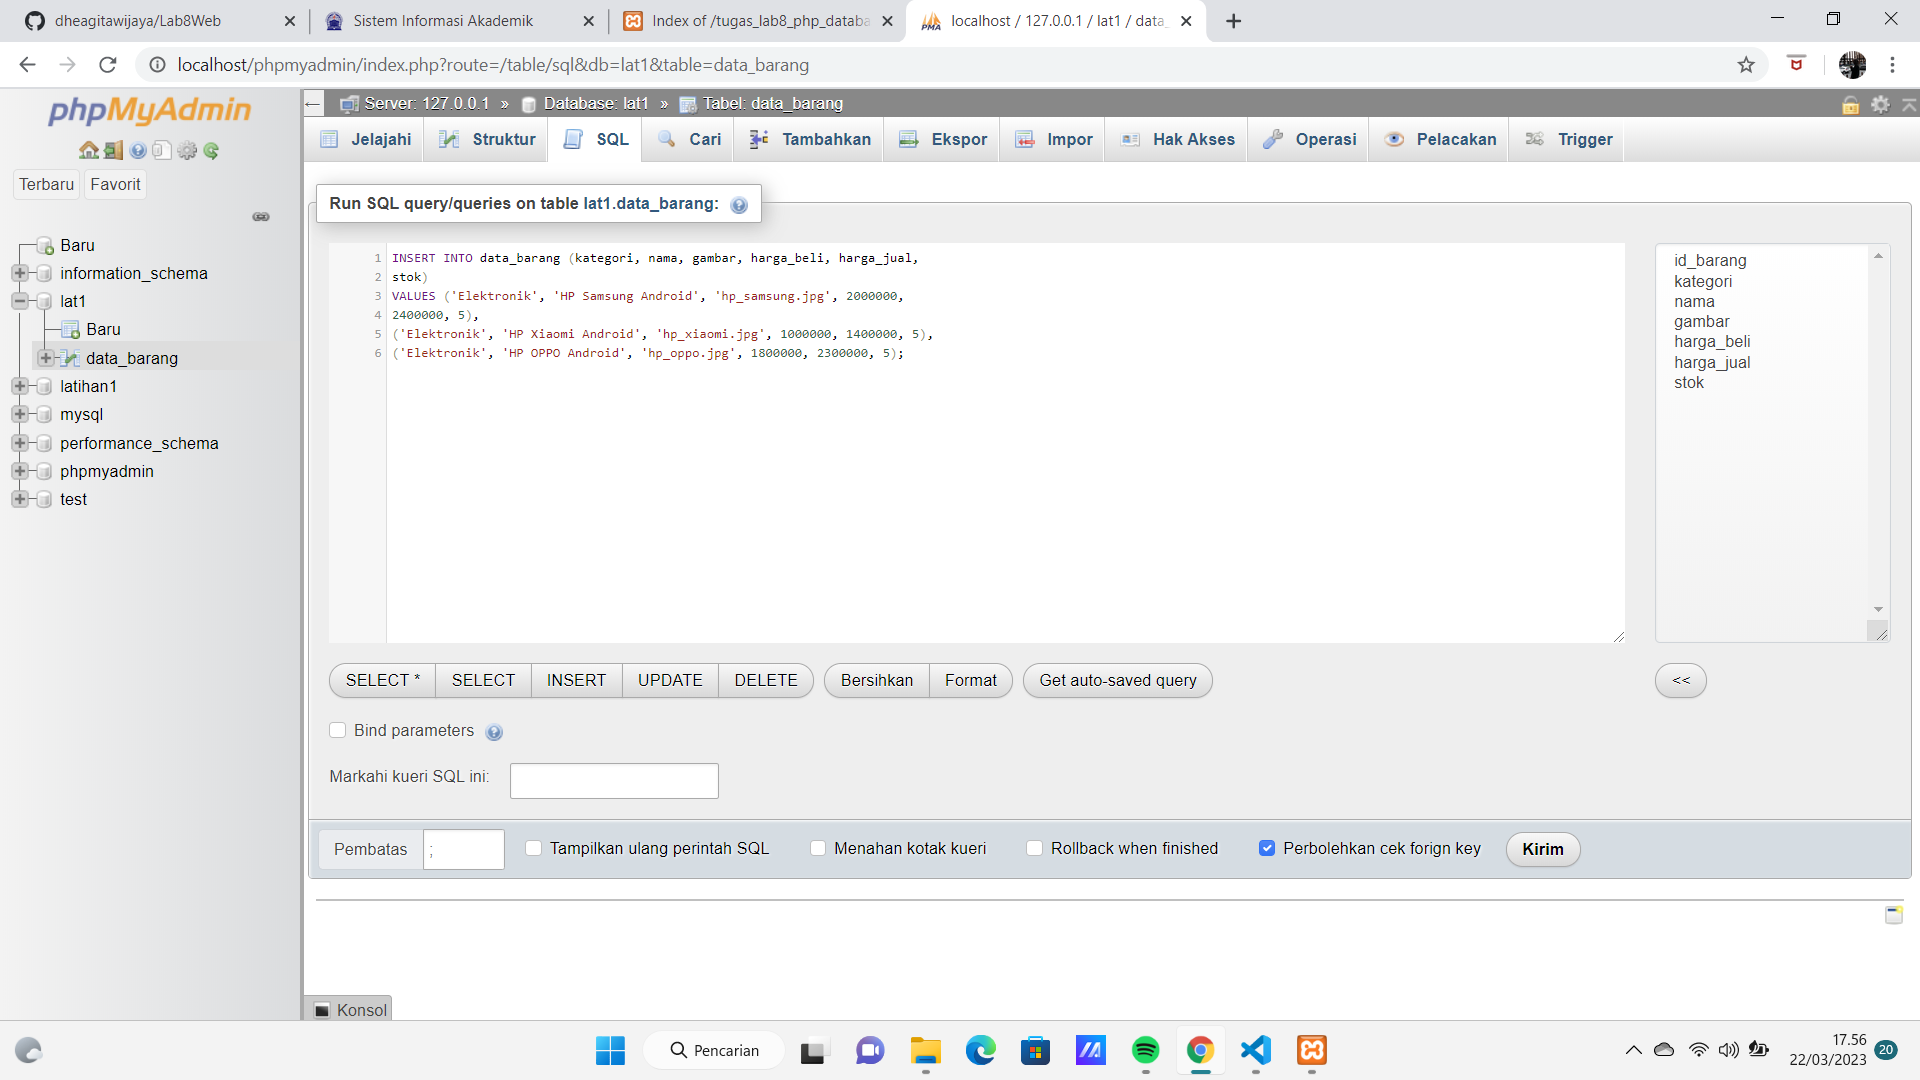 dheagitawijaya/Lab8Web
Sistem Informasi Akademik
Index of /tugas_lab8_php_databa
localhost / 127.0.0.1 / lat1 / data_
localhost/phpmyadmin/index.php?route=/table/sql&db=lat1&table=data_barang
phpMyAdmin
Terbaru Favorit
Baru
information_schema
lat1
Baru
data_barang
latihan1
mysql
performance_schema
phpmyadmin
test
Server: 127.0.0.1 » Database: lat1 » Tabel: data_barang
Jelajahi Struktur SQL Cari Tambahkan Ekspor Impor Hak Akses Operasi Pelacakan Trigger
Run SQL query/queries on table lat1.data_barang:
1 INSERT INTO data_barang (kategori, nama, gambar, harga_beli, harga_jual,
2 stok)
3 VALUES ('Elektronik', 'HP Samsung Android', 'hp_samsung.jpg', 2000000,
4 2400000, 5),
5 ('Elektronik', 'HP Xiaomi Android', 'hp_xiaomi.jpg', 1000000, 1400000, 5),
6 ('Elektronik', 'HP OPPO Android', 'hp_oppo.jpg', 1800000, 2300000, 5);
id_barang
kategori
nama
gambar
harga_beli
harga_jual
stok
SELECT * SELECT INSERT UPDATE DELETE Bersihkan Format Get auto-saved query <<
Bind parameters
Markahi kueri SQL ini:
Pembatas ; Tampilkan ulang perintah SQL Menahan kotak kueri Rollback when finished Perbolehkan cek forign key Kirim
Konsol
Pencarian
17.56
22/03/2023
20